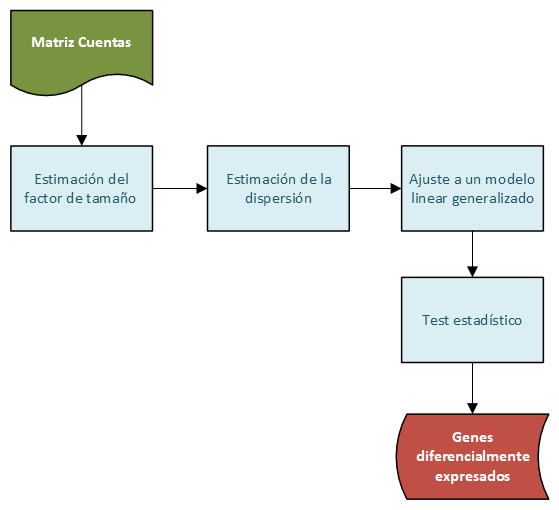 Matriz Cuentas
Estimación del
factor de tamaño
Estimación de la
dispersión
Ajuste a un modelo
linear generalizado
Test estadístico
Genes
diferencialmente
expresados